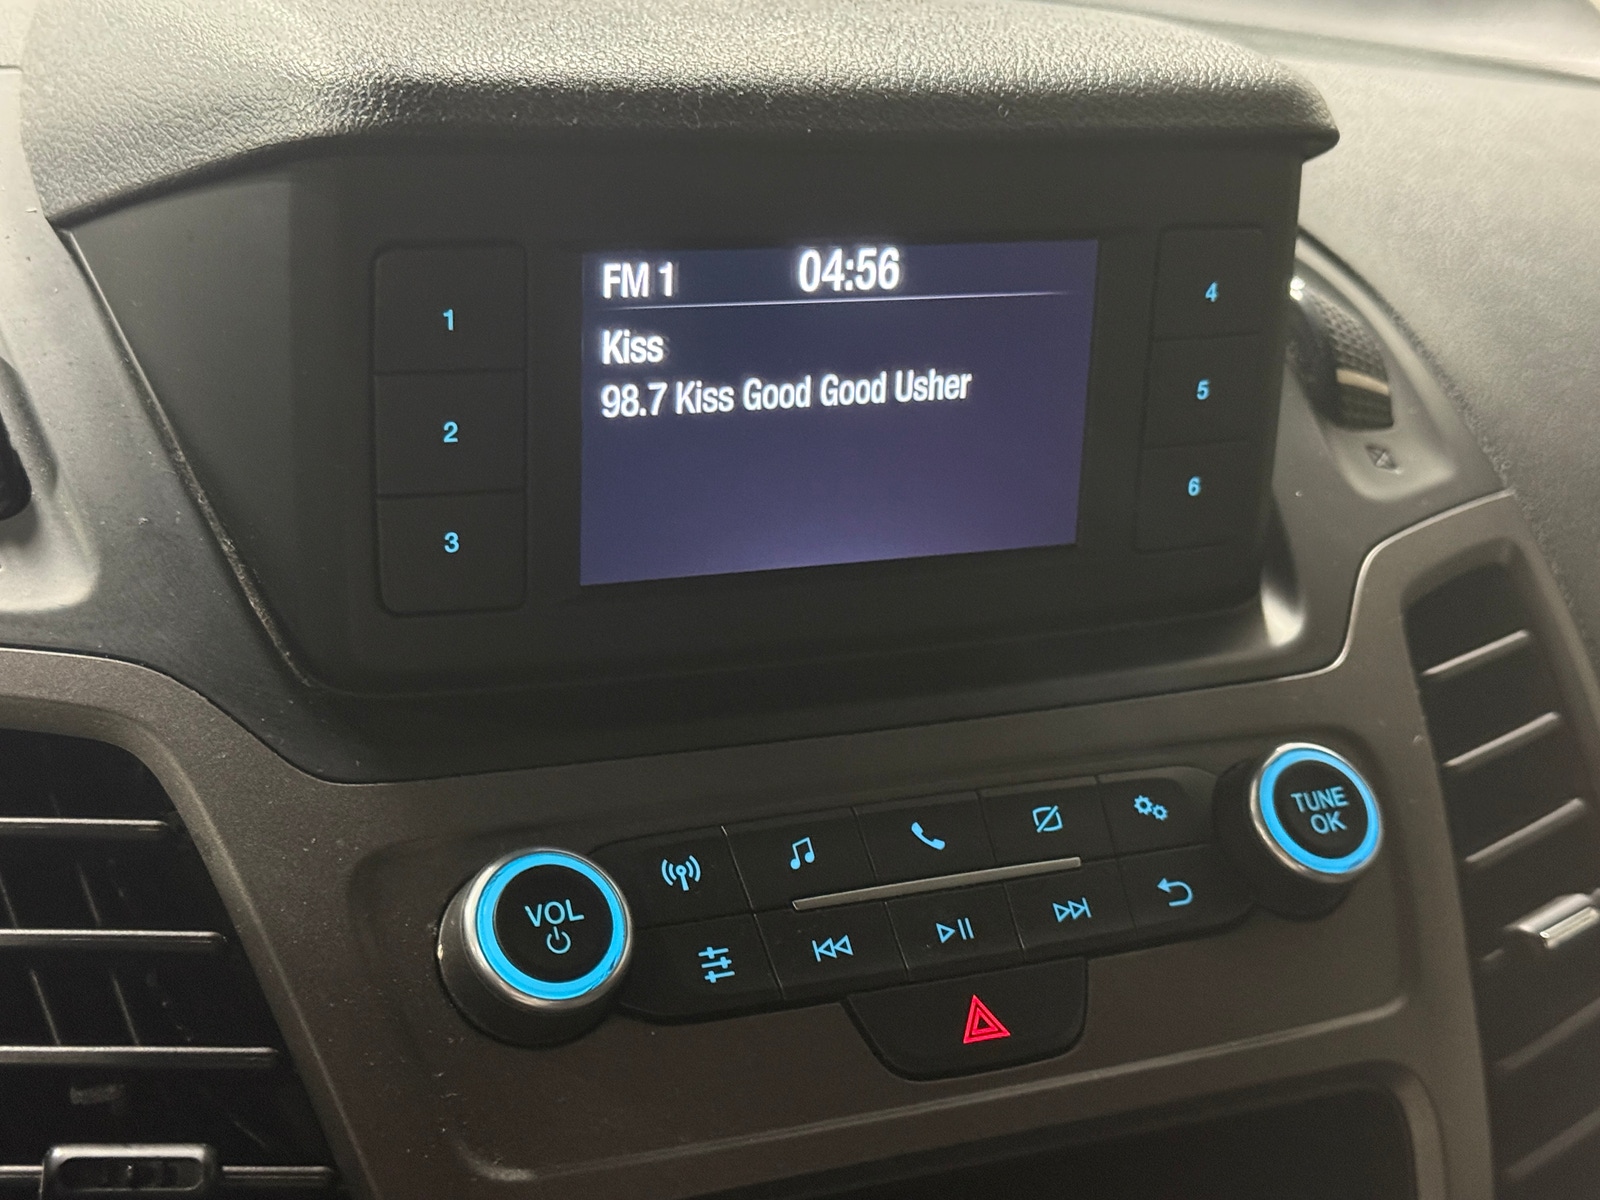 FM 1 04:56
Kiss
98.7 Kiss Good Good Usher
1
2
3
4
5
6
VOL
TUNE
OK